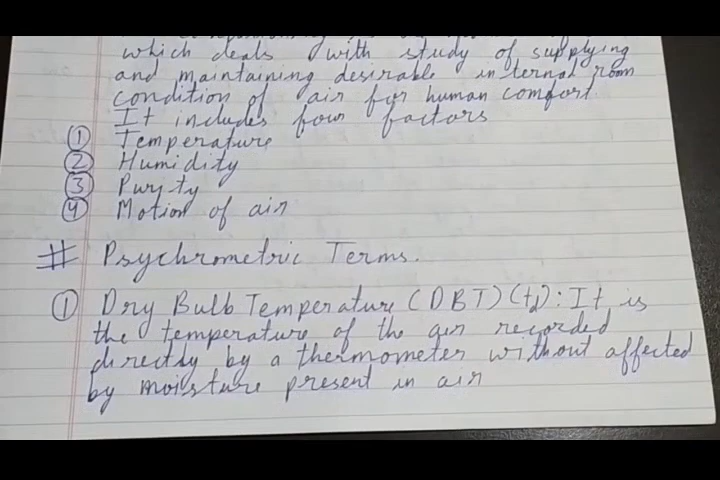 which deals with study of supplying
and maintaining desirable internal room
condition of air for human comfort.
It includes four factors
① Temperature
② Humidity
③ Purity
④ Motion of air
# Psychrometric Terms.
① Dry Bulb Temperature (DBT) (td): It is
the temperature of the air recorded
directly by a thermometer without affected
by moisture present in air